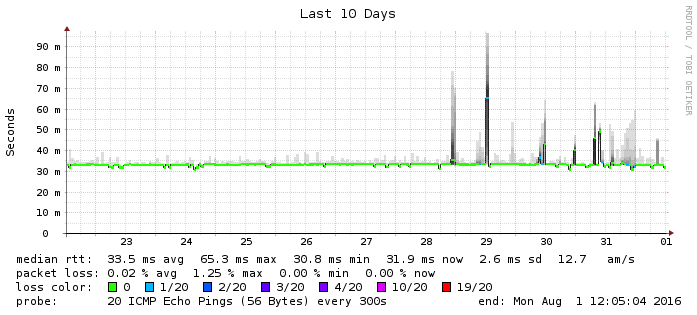 Last 10 Days
RRDTOOL / TOBI OETIKER
Seconds
90 m
80 m
70 m
60 m
50 m
40 m
30 m
20 m
10 m
0
23 24 25 26 27 28 29 30 31 01
median rtt: 33.5 ms avg 65.3 ms max 30.8 ms min 31.9 ms now 2.6 ms sd 12.7 am/s
packet loss: 0.02 % avg 1.25 % max 0.00 % min 0.00 % now
loss color: 0 1/20 2/20 3/20 4/20 10/20 19/20
probe: 20 ICMP Echo Pings (56 Bytes) every 300s end: Mon Aug 1 12:05:04 2016